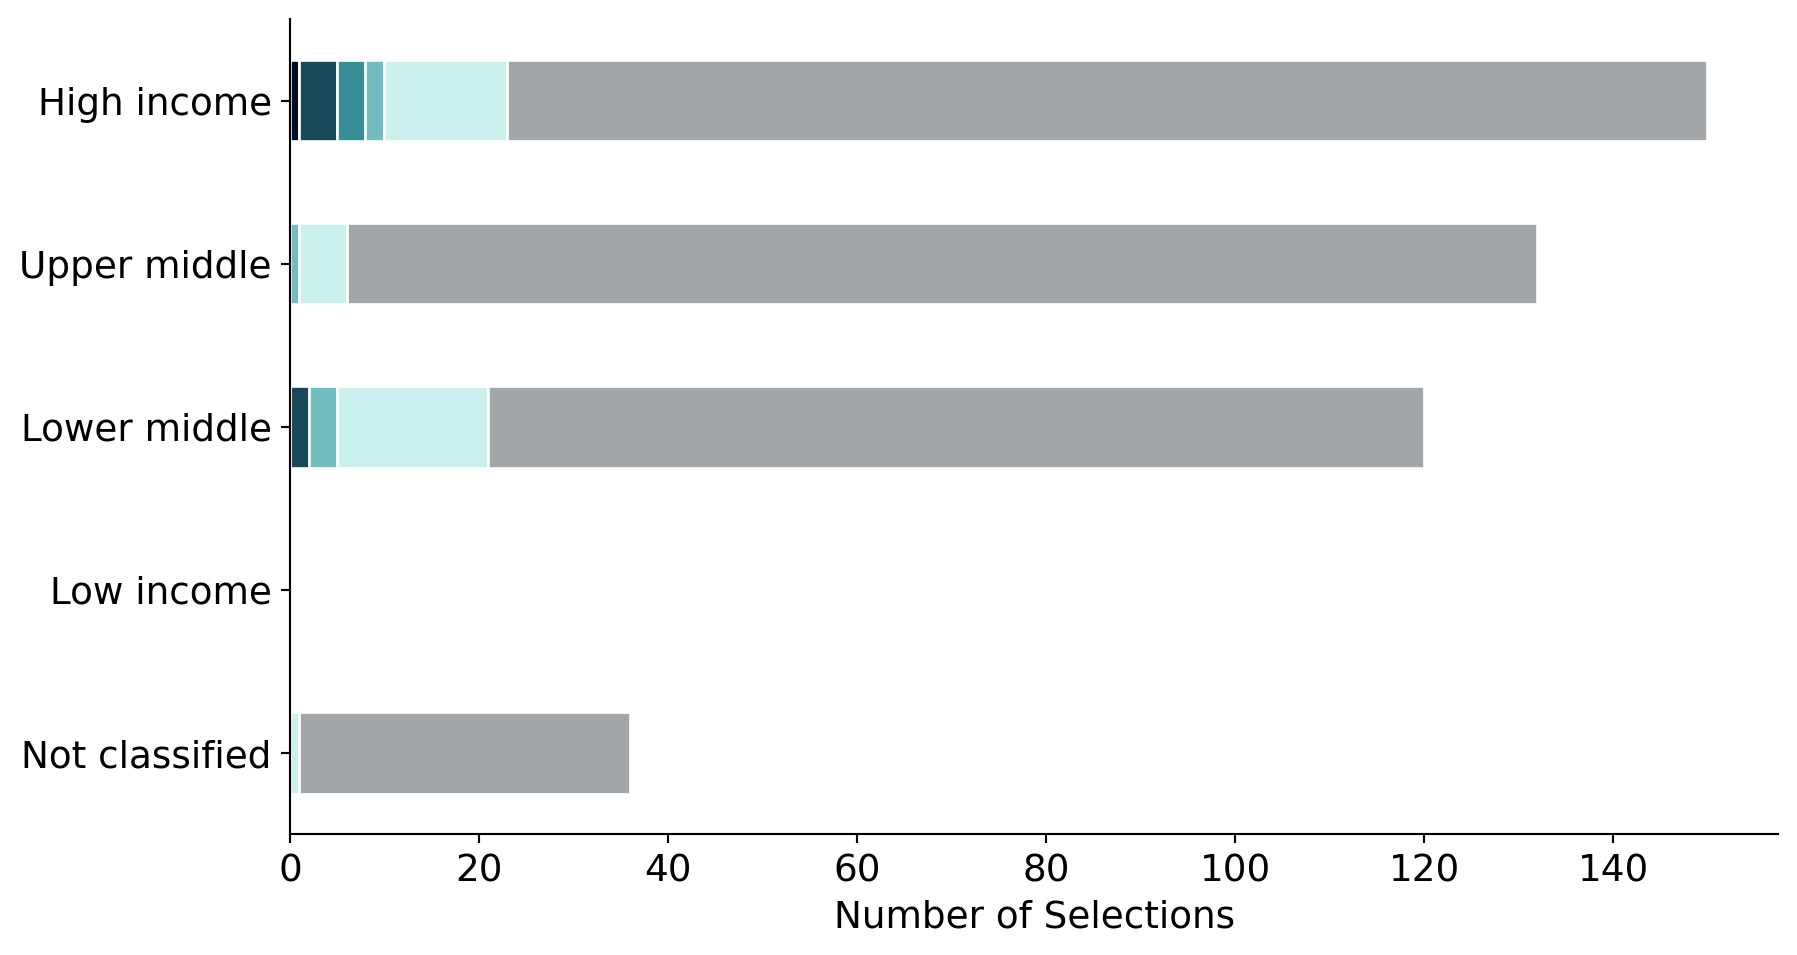 High income
Upper middle
Lower middle
Low income
Not classified
0 20 40 60 80 100 120 140
Number of Selections